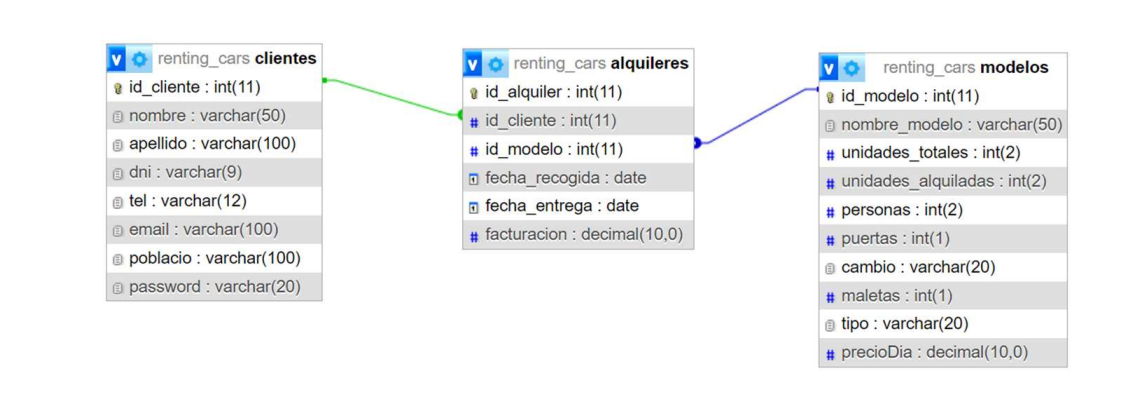 v renting_cars clientes
id_cliente : int(11)
nombre : varchar(50)
apellido : varchar(100)
dni : varchar(9)
tel : varchar(12)
email : varchar(100)
poblacio : varchar(100)
password : varchar(20)
v renting_cars alquileres
id_alquiler : int(11)
# id_cliente : int(11)
# id_modelo : int(11)
fecha_recogida : date
fecha_entrega : date
# facturacion : decimal(10,0)
v renting_cars modelos
id_modelo : int(11)
nombre_modelo : varchar(50)
# unidades_totales : int(2)
# unidades_alquiladas : int(2)
# personas : int(2)
# puertas : int(1)
cambio : varchar(20)
# maletas : int(1)
tipo : varchar(20)
# precioDia : decimal(10,0)